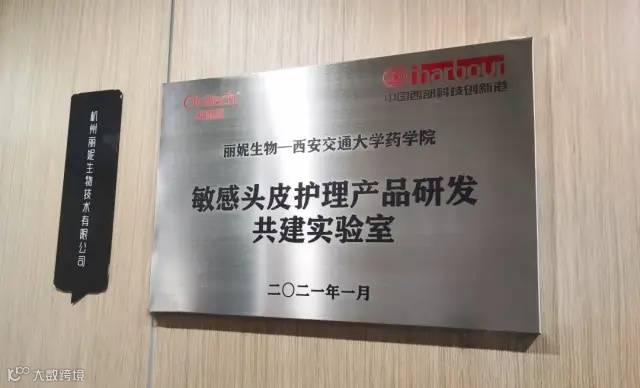 杭州丽妮生物技术有限公司
iharbour
中国西部科技创新港
丽妮生物—西安交通大学药学院
敏感头皮护理产品研发
共建实验室
二〇二一年一月
大数跨境